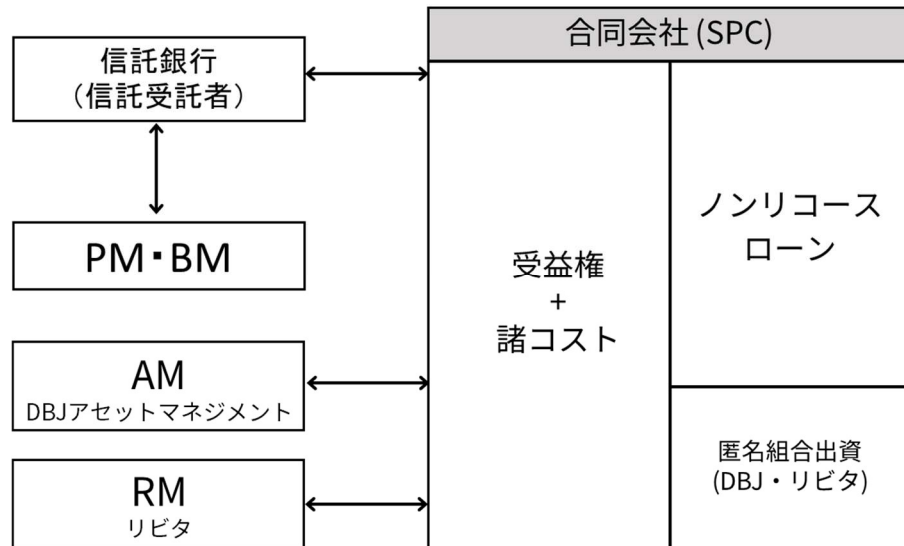 合同会社 (SPC)
信託銀行
（信託受託者）
PM・BM
AM
DBJアセットマネジメント
RM
リビタ
受益権
+
諸コスト
ノンリコース
ローン
匿名組合出資
(DBJ・リビタ)